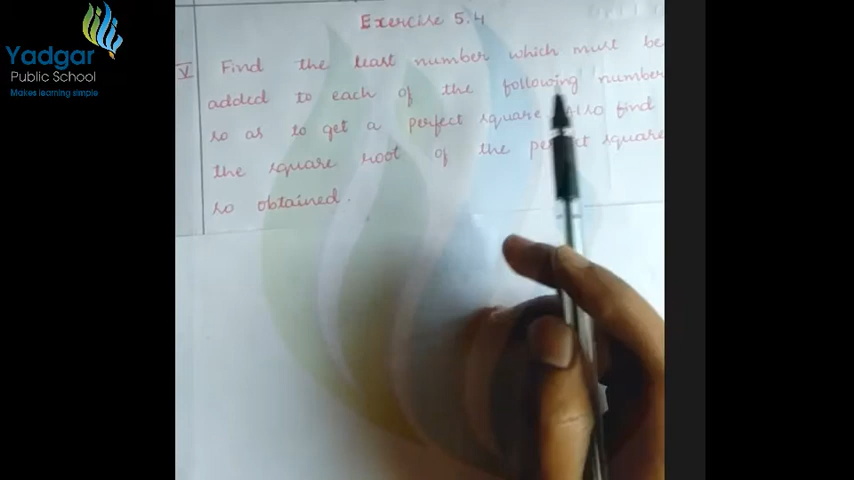 Yadgar
Public School
Makes learning simple
Exercise 5.4
V Find the least number which must be
added to each of the following number
so as to get a perfect square Also find
the square root of the perfect square
so obtained.